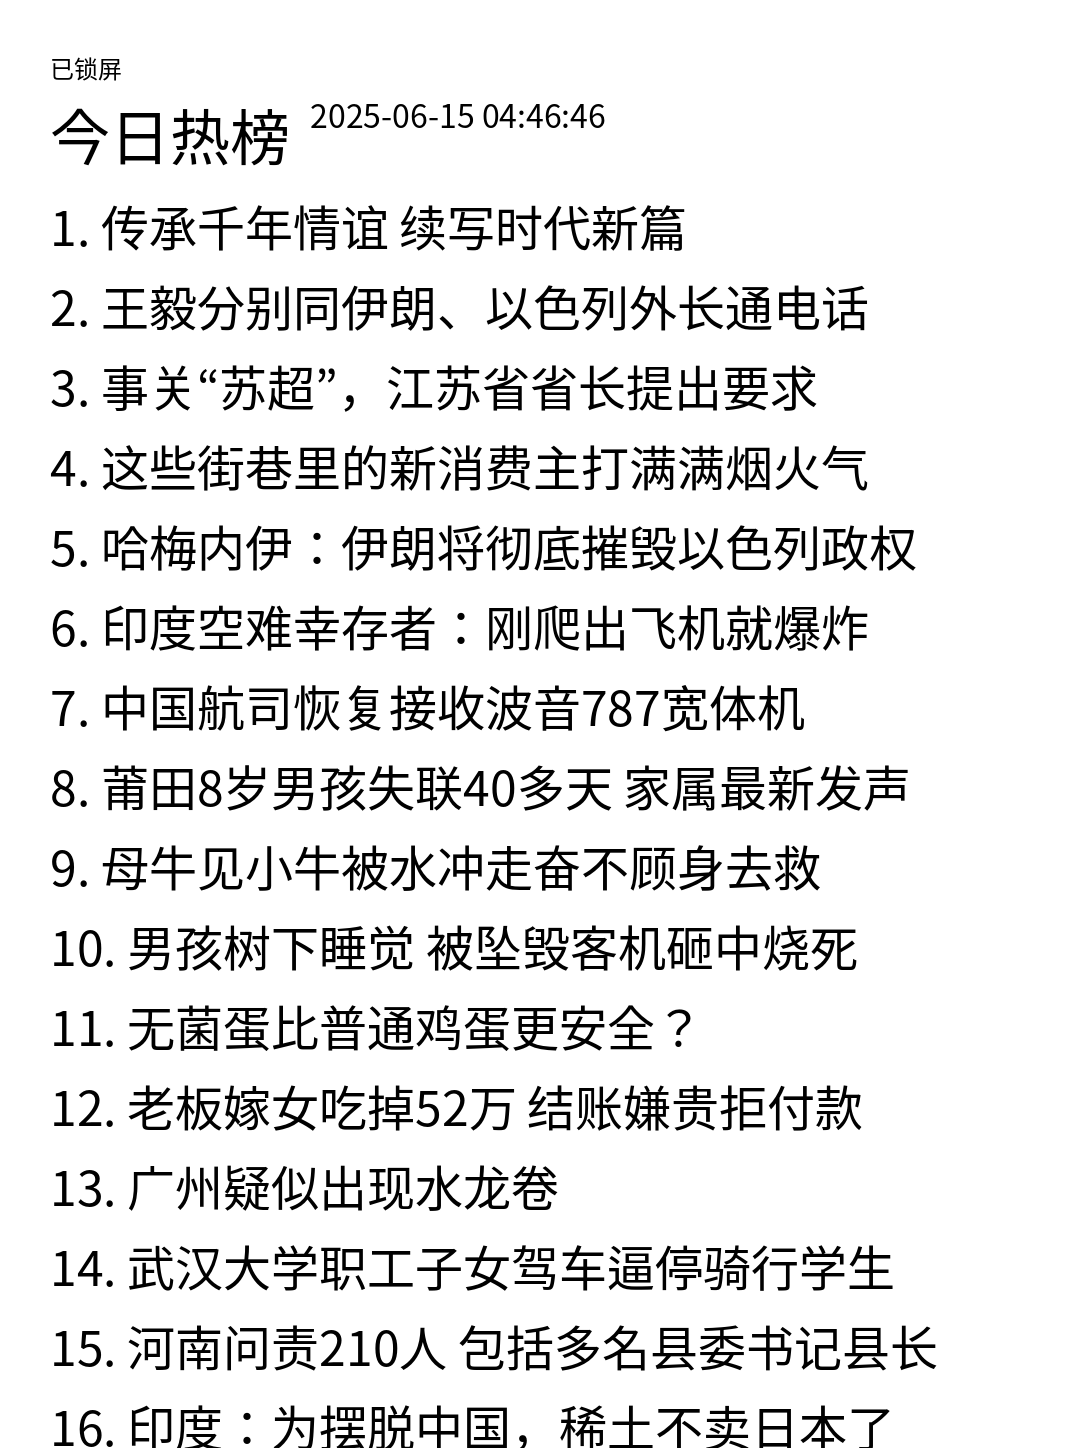 已锁屏
今日热榜 2025-06-15 04:46:46
1. 传承千年情谊 续写时代新篇
2. 王毅分别同伊朗、以色列外长通电话
3. 事关“苏超”，江苏省省长提出要求
4. 这些街巷里的新消费主打满满烟火气
5. 哈梅内伊：伊朗将彻底摧毁以色列政权
6. 印度空难幸存者：刚爬出飞机就爆炸
7. 中国航司恢复接收波音787宽体机
8. 莆田8岁男孩失联40多天 家属最新发声
9. 母牛见小牛被水冲走奋不顾身去救
10. 男孩树下睡觉 被坠毁客机砸中烧死
11. 无菌蛋比普通鸡蛋更安全？
12. 老板嫁女吃掉52万 结账嫌贵拒付款
13. 广州疑似出现水龙卷
14. 武汉大学职工子女驾车逼停骑行学生
15. 河南问责210人 包括多名县委书记县长
16. 印度：为摆脱中国，稀土不卖日本了